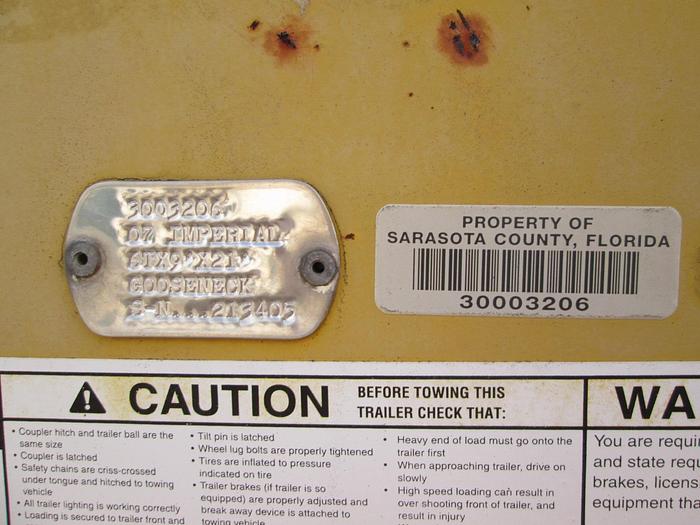 3003206
07 IMPERIAL
GOOSENECK
S-N....213405
PROPERTY OF
SARASOTA COUNTY, FLORIDA
30003206
CAUTION
BEFORE TOWING THIS
TRAILER CHECK THAT:
• Coupler hitch and trailer ball are the
same size
• Coupler is latched
• Safety chains are criss-crossed
under tongue and hitched to towing
vehicle
• All trailer lighting is working correctly
• Loading is secured to trailer front and
• Tilt pin is latched
• Wheel lug bolts are properly tightened
• Tires are inflated to pressure
indicated on tire
• Trailer brakes (if trailer is so
equipped) are properly adjusted and
break away device is attached to
towing vehicle
• Heavy end of load must go onto the
trailer first
• When approaching trailer, drive on
slowly
• High speed loading can result in
over shooting front of trailer, and
result in injury
WA
You are requi
and state requ
brakes, licens
equipment tha